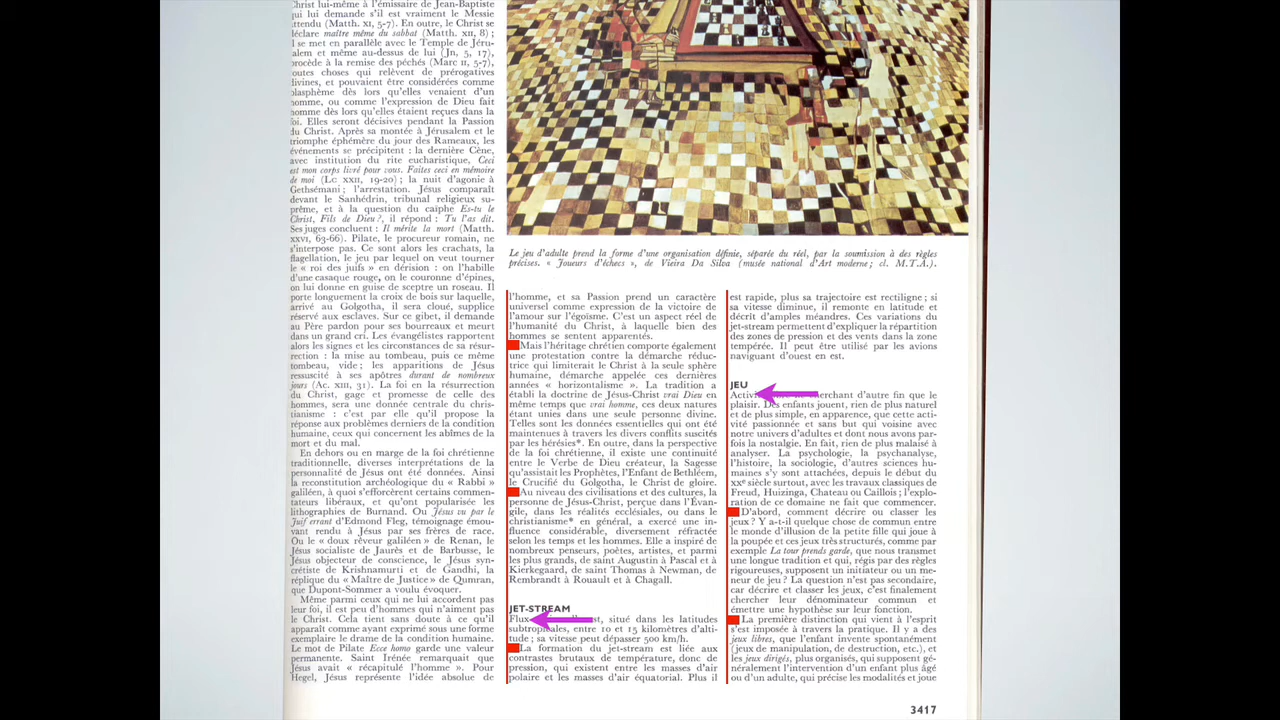 Christ lui-même à l'émissaire de Jean-Baptiste
qui lui demande s'il est vraiment le Messie
attendu (Matth. XI, 5-7). En outre, le Christ se
déclare maître même du sabbat (Matth. XII, 8) ;
il se met en parallèle avec le Temple de Jéru-
salem et même au-dessus de lui (Jn, 5, 17),
procède à la remise des péchés (Marc II, 5-7),
toutes choses qui relèvent de prérogatives
divines, et pouvaient être considérées comme
blasphème dès lors qu'elles venaient d'un
homme, ou comme l'expression de Dieu fait
homme dès lors qu'elles étaient reçues dans la
foi. Elles seront décisives pendant la Passion
du Christ. Après sa montée à Jérusalem et le
triomphe éphémère du jour des Rameaux, les
événements se précipitent : la dernière Cène,
avec institution du rite eucharistique, Ceci
est mon corps livré pour vous. Faites ceci en mémoire
de moi (Lc XXII, 19-20) ; la nuit d'agonie à
Gethsémani ; l'arrestation. Jésus comparaît
devant le Sanhédrin, tribunal religieux su-
prême, et à la question du caïphe Es-tu le
Christ, Fils de Dieu ?, il répond : Tu l'as dit.
Ses juges concluent : Il mérite la mort (Matth.
XXVI, 63-66). Pilate, le procureur romain, ne
s'interpose pas. Ce sont alors les crachats, la
flagellation, le jeu par lequel on veut tourner
le « roi des juifs » en dérision : on l'habille
d'une casaque rouge, on le couronne d'épines,
on lui donne en guise de sceptre un roseau. Il
porte longuement la croix de bois sur laquelle,
arrivé au Golgotha, il sera cloué, supplice
réservé aux esclaves. Sur ce gibet, il demande
au Père pardon pour ses bourreaux et meurt
dans un grand cri. Les évangélistes rapportent
alors les signes et les circonstances de sa résur-
rection : la mise au tombeau, puis ce même
tombeau, vide ; les apparitions de Jésus
ressuscité à ses apôtres durant de nombreux
jours (Ac. XIII, 31). La foi en la résurrection
du Christ, gage et promesse de celle des
hommes, sera une donnée centrale du chris-
tianisme : c'est par elle qu'il propose la
réponse aux problèmes derniers de la condition
humaine, ceux qui concernent les abîmes de la
mort et du mal.
En dehors ou en marge de la foi chrétienne
traditionnelle, diverses interprétations de la
personnalité de Jésus ont été données. Ainsi
la reconstitution archéologique du « Rabbi »
galiléen, à quoi s'efforcèrent certains commen-
tateurs libéraux, et qu'ont popularisée les
lithographies de Burnand. Ou Jésus vu par le
Juif errant d'Edmond Fleg, témoignage émou-
vant rendu à Jésus par ses frères de race.
Ou le « doux rêveur galiléen » de Renan, le
Jésus socialiste de Jaurès et de Barbusse, le
Jésus objecteur de conscience, le Jésus syn-
crétiste de Krishnamurti et de Gandhi, la
réplique du « Maître de Justice » de Qumran,
que Dupont-Sommer a voulu évoquer.
Même parmi ceux qui ne lui accordent pas
leur foi, il est peu d'hommes qui n'aiment pas
le Christ. Cela tient sans doute à ce qu'il
apparaît comme ayant exprimé sous une forme
exemplaire le drame de la condition humaine.
Le mot de Pilate Ecce homo garde une valeur
permanente. Saint Irénée remarquait que
Jésus avait « récapitulé l'homme ». Pour
Hegel, Jésus représente l'idée absolue de
Le jeu d'adulte prend la forme d'une organisation définie, séparée du réel, par la soumission à des règles
précises. « Joueurs d'échecs », de Vieira Da Silva (musée national d'Art moderne ; cl. M.T.A.).
l'homme, et sa Passion prend un caractère
universel comme expression de la victoire de
l'amour sur l'égoïsme. C'est un aspect réel de
l'humanité du Christ, à laquelle bien des
hommes se sentent apparentés.
Mais l'héritage chrétien comporte également
une protestation contre la démarche réduc-
trice qui limiterait le Christ à la seule sphère
humaine, démarche appelée ces dernières
années « horizontalisme ». La tradition a
établi la doctrine de Jésus-Christ vrai Dieu en
même temps que vrai homme, ces deux natures
étant unies dans une seule personne divine.
Telles sont les données essentielles qui ont été
maintenues à travers les divers conflits suscités
par les hérésies*. En outre, dans la perspective
de la foi chrétienne, il existe une continuité
entre le Verbe de Dieu créateur, la Sagesse
qu'assistait les Prophètes, l'Enfant de Bethléem,
le Crucifié du Golgotha, le Christ de gloire.
Au niveau des civilisations et des cultures, la
personne de Jésus-Christ, perçue dans l'Évan-
gile, dans les réalités ecclésiales, ou dans le
christianisme* en général, a exercé une in-
fluence considérable, diversement réfractée
selon les temps et les hommes. Elle a inspiré de
nombreux penseurs, poètes, artistes, et parmi
les plus grands, de saint Augustin à Pascal et à
Kierkegaard, de saint Thomas à Newman, de
Rembrandt à Rouault et à Chagall.
JET-STREAM
Flux st, situé dans les latitudes
subtropicales, entre 10 et 15 kilomètres d'alti-
tude ; sa vitesse peut dépasser 500 km/h.
La formation du jet-stream est liée aux
contrastes brutaux de température, donc de
pression, qui existent entre les masses d'air
polaire et les masses d'air équatorial. Plus il
est rapide, plus sa trajectoire est rectiligne ; si
sa vitesse diminue, il remonte en latitude et
décrit d'amples méandres. Ces variations du
jet-stream permettent d'expliquer la répartition
des zones de pression et des vents dans la zone
tempérée. Il peut être utilisé par les avions
naviguant d'ouest en est.
JEU
Activi cherchant d'autre fin que le
plaisir. Des enfants jouent, rien de plus naturel
et de plus simple, en apparence, que cette acti-
vité passionnée et sans but qui voisine avec
notre univers d'adultes et dont nous avons par-
fois la nostalgie. En fait, rien de plus malaisé à
analyser. La psychologie, la psychanalyse,
l'histoire, la sociologie, d'autres sciences hu-
maines s'y sont attachées, depuis le début du
XXe siècle surtout, avec les travaux classiques de
Freud, Huizinga, Chateau ou Caillois ; l'explo-
ration de ce domaine ne fait que commencer.
D'abord, comment décrire ou classer les
jeux ? Y a-t-il quelque chose de commun entre
le monde d'illusion de la petite fille qui joue à
la poupée et ces jeux très structurés, comme par
exemple La tour prends garde, que nous transmet
une longue tradition et qui, régis par des règles
rigoureuses, supposent un initiateur ou un me-
neur de jeu ? La question n'est pas secondaire,
car décrire et classer les jeux, c'est finalement
chercher leur dénominateur commun et
émettre une hypothèse sur leur fonction.
La première distinction qui vient à l'esprit
s'est imposée à travers la pratique. Il y a des
jeux libres, que l'enfant invente spontanément
(jeux de manipulation, de destruction, etc.), et
les jeux dirigés, plus organisés, qui supposent gé-
néralement l'intervention d'un enfant plus âgé
ou d'un adulte, qui précise les modalités et joue
3417